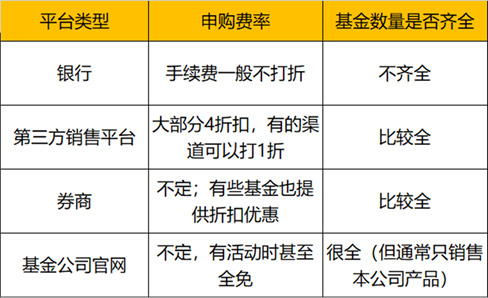 平台类型 申购费率 基金数量是否齐全
银行 手续费一般不打折 不齐全
第三方销售平台 大部分4折扣，有的渠
道可以打1折 比较全
券商 不定；有些基金也提
供折扣优惠 比较全
基金公司官网 不定，有活动时甚至
全免 很全（但通常只销售
本公司产品）